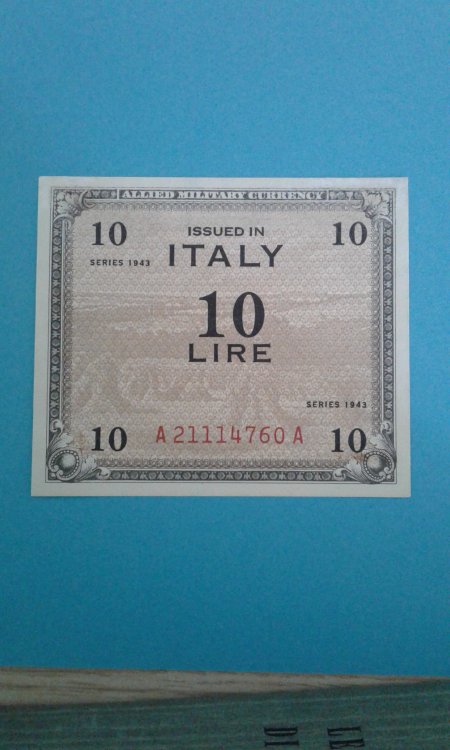 ALLIED MILITARY CURRENCY
10 ISSUED IN 10
SERIES 1943 ITALY
10
LIRE
SERIES 1943
10 A21114760A 10